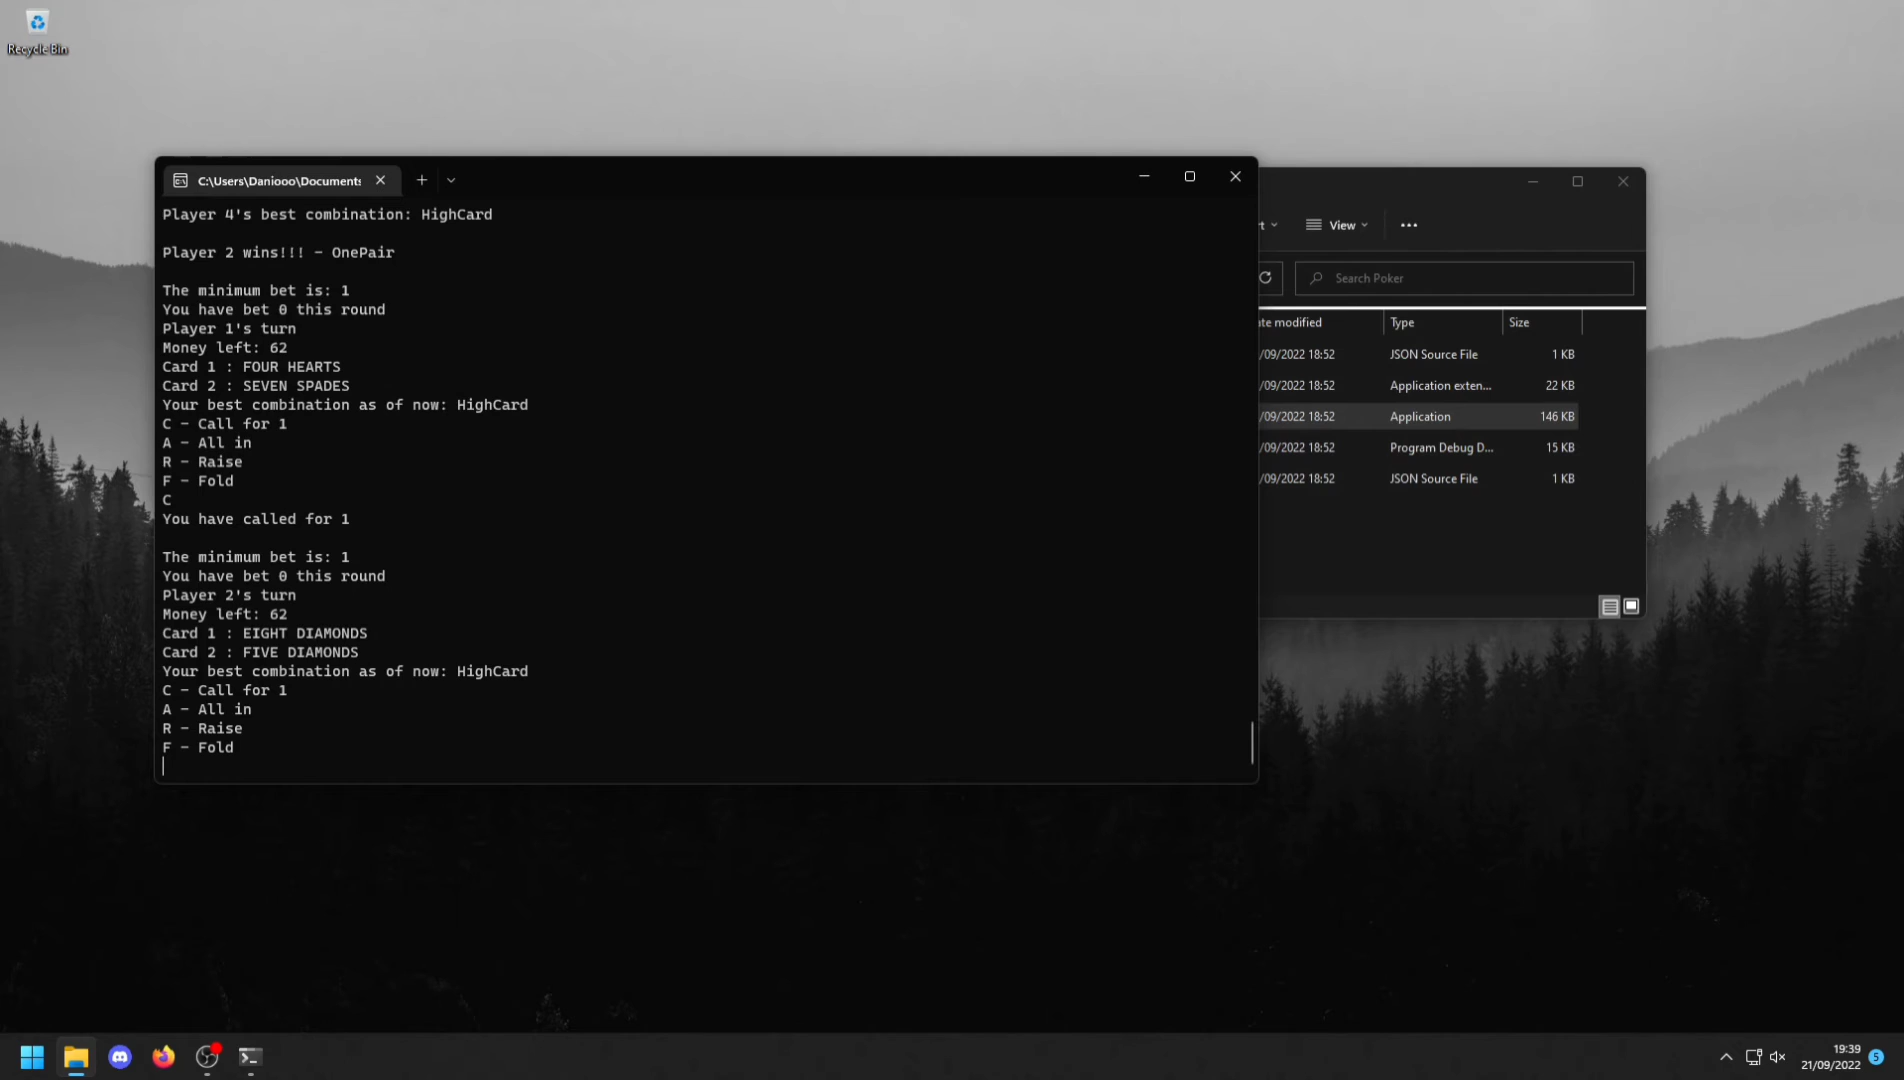 Recycle Bin
C:\Users\Daniooo\Documents
Player 4's best combination: HighCard
Player 2 wins!!! - OnePair
The minimum bet is: 1
You have bet 0 this round
Player 1's turn
Money left: 62
Card 1 : FOUR HEARTS
Card 2 : SEVEN SPADES
Your best combination as of now: HighCard
C - Call for 1
A - All in
R - Raise
F - Fold
C
You have called for 1
The minimum bet is: 1
You have bet 0 this round
Player 2's turn
Money left: 62
Card 1 : EIGHT DIAMONDS
Card 2 : FIVE DIAMONDS
Your best combination as of now: HighCard
C - Call for 1
A - All in
R - Raise
F - Fold
View
Search Poker
modified Type Size
/09/2022 18:52 JSON Source File 1 KB
/09/2022 18:52 Application exten... 22 KB
/09/2022 18:52 Application 146 KB
/09/2022 18:52 Program Debug D... 15 KB
/09/2022 18:52 JSON Source File 1 KB
19:39
21/09/2022
5